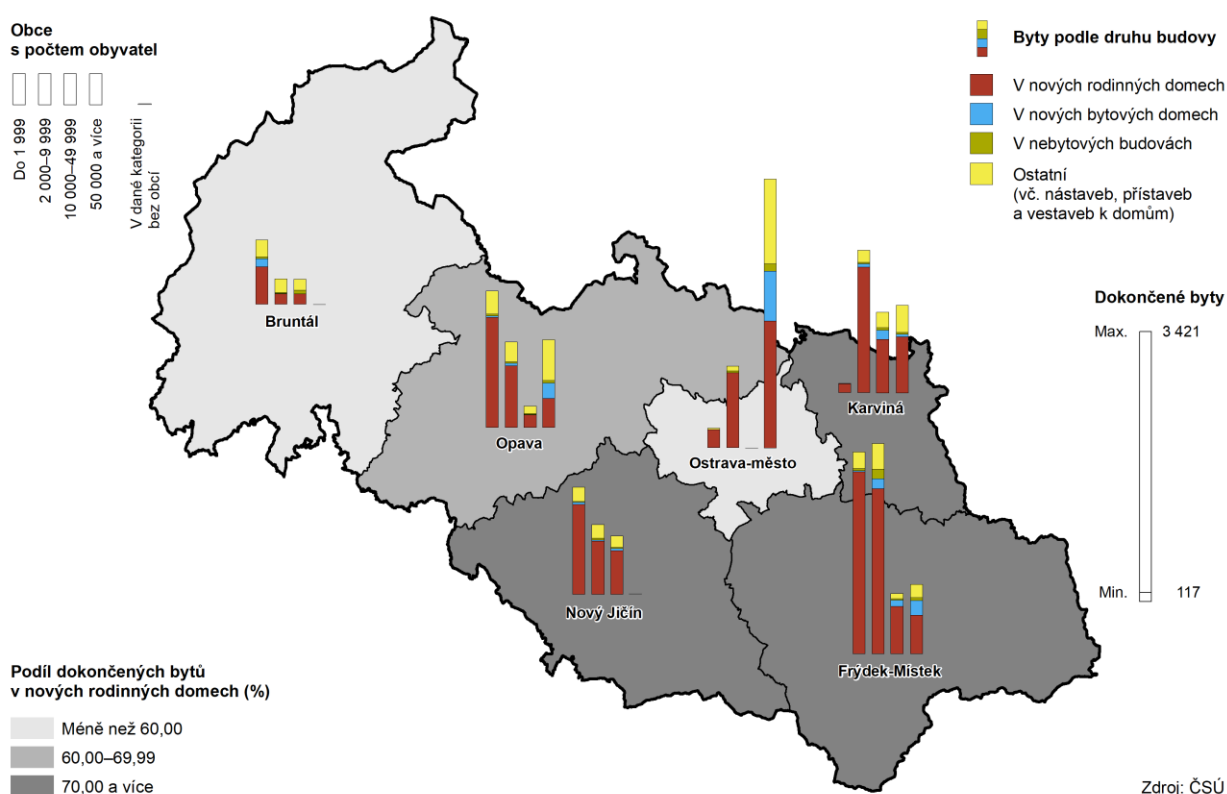 Obce
s počtem obyvatel
Do 1 999
2 000–9 999
10 000–49 999
50 000 a více
V dané kategorii
bez obcí
Byty podle druhu budovy
V nových rodinných domech
V nových bytových domech
V nebytových budovách
Ostatní
(vč. nástaveb, přístaveb
a vestaveb k domům)
Dokončené byty
Max.
3 421
Min.
117
Bruntál
Opava
Ostrava-město
Karviná
Nový Jičín
Frýdek-Místek
Podíl dokončených bytů
v nových rodinných domech (%)
Méně než 60,00
60,00–69,99
70,00 a více
Zdroj: ČSÚ